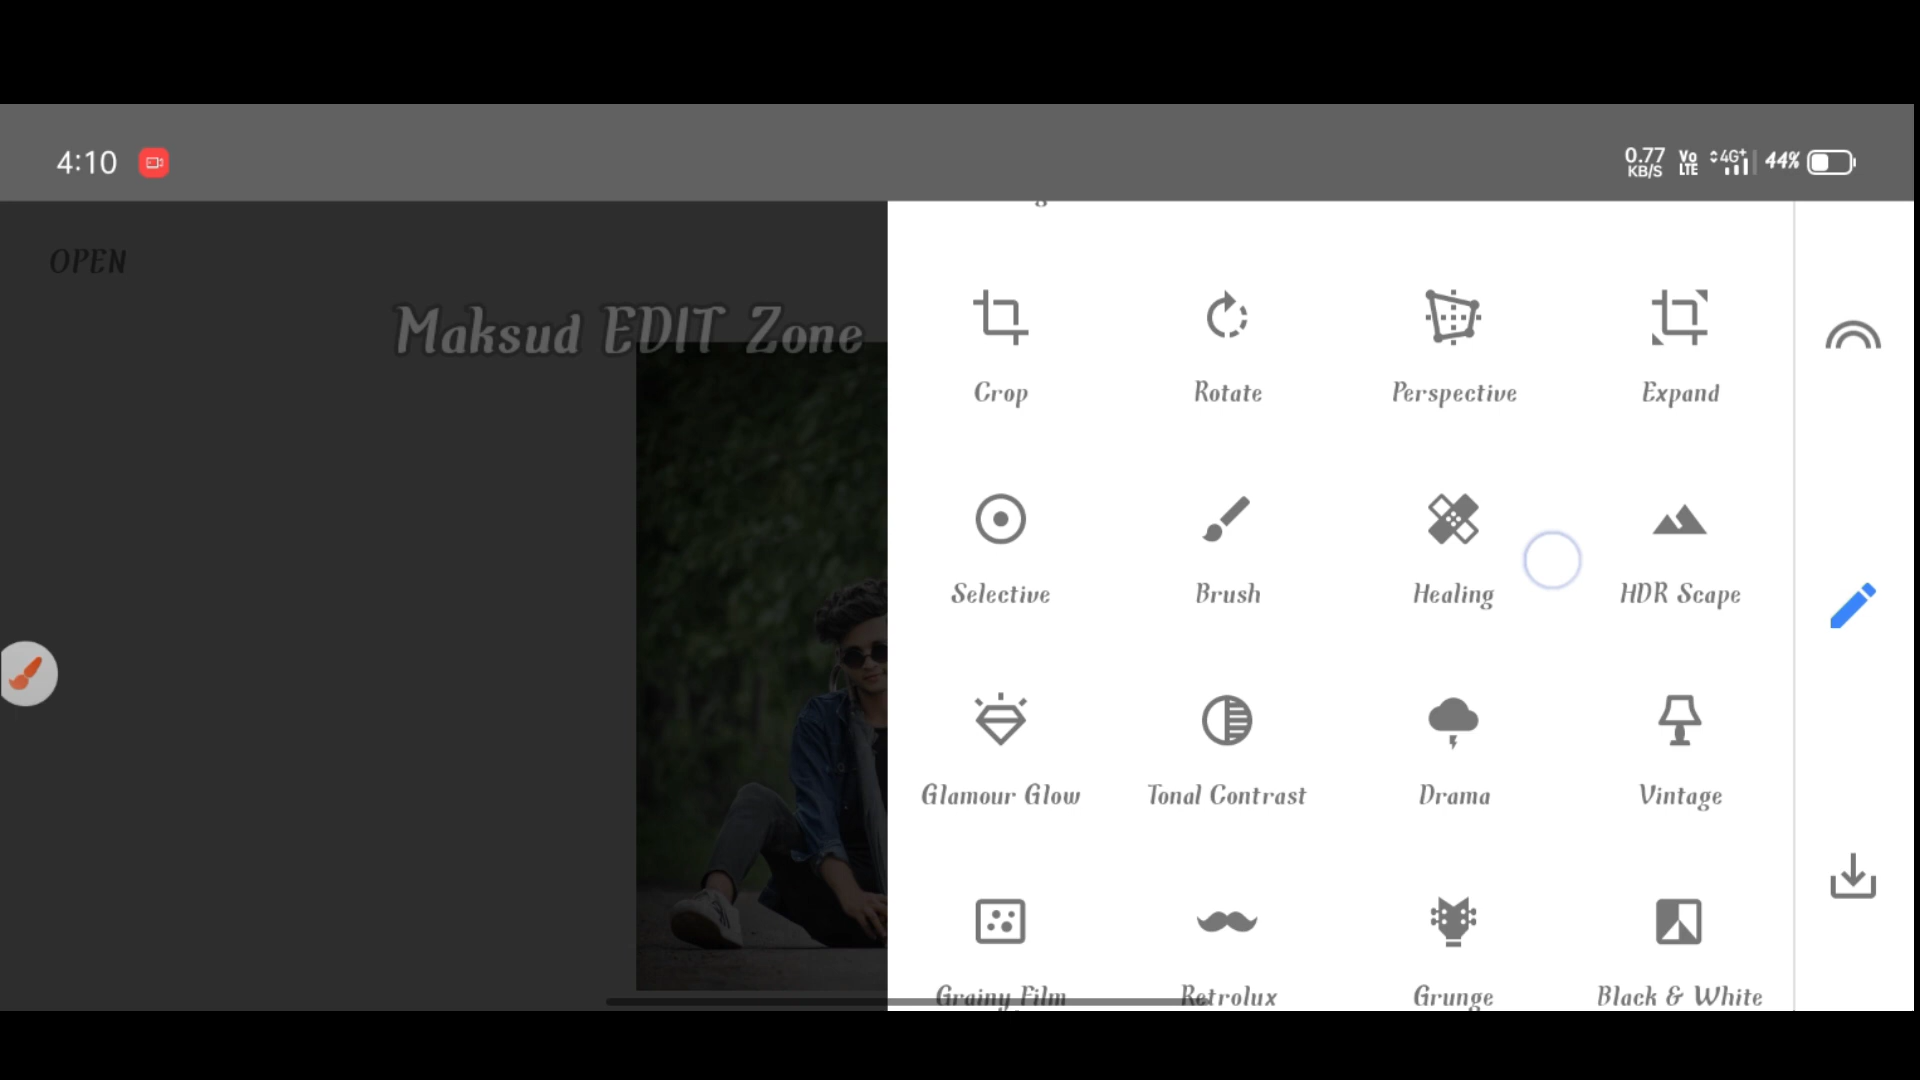 4:10
0.77 KB/S Vo LTE 4G+ 44%
OPEN
Maksud EDIT Zone
Crop Rotate Perspective Expand
Selective Brush Healing HDR Scape
Glamour Glow Tonal Contrast Drama Vintage
Grainy Film Retrolux Grunge Black & White